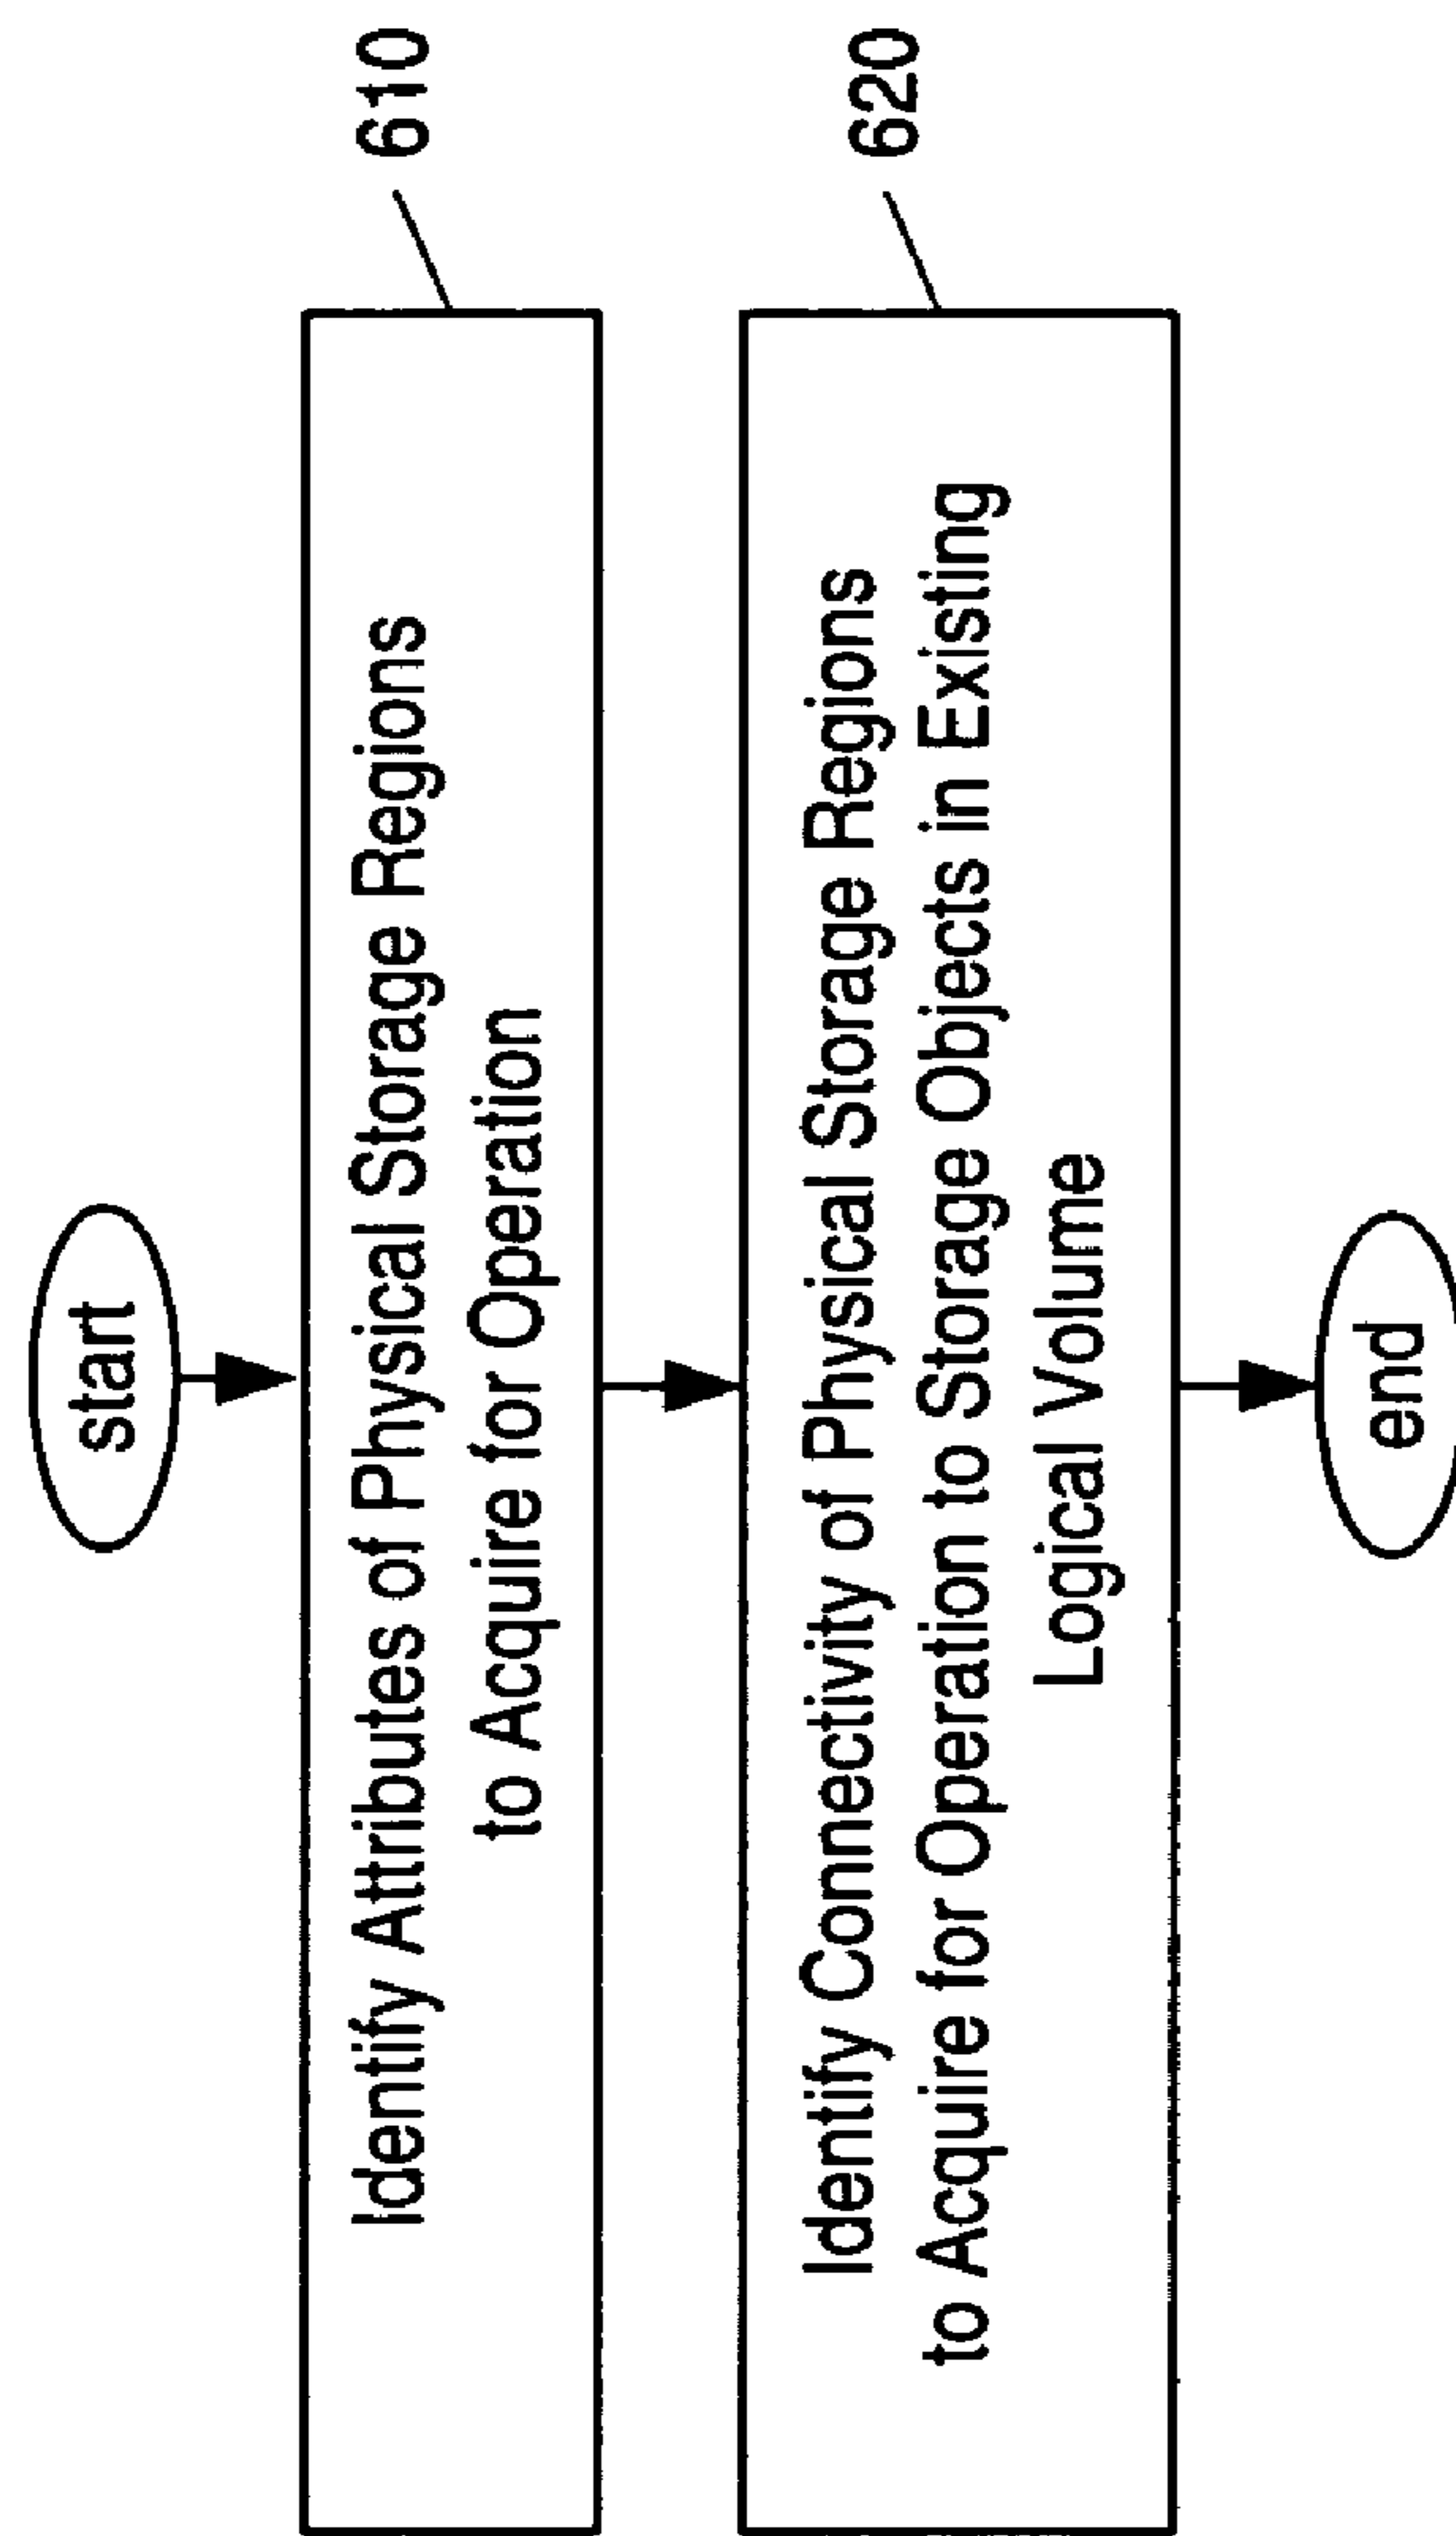 start
610
Identify Attributes of Physical Storage Regions
to Acquire for Operation
620
Identify Connectivity of Physical Storage Regions
to Acquire for Operation to Storage Objects in Existing
Logical Volume
end